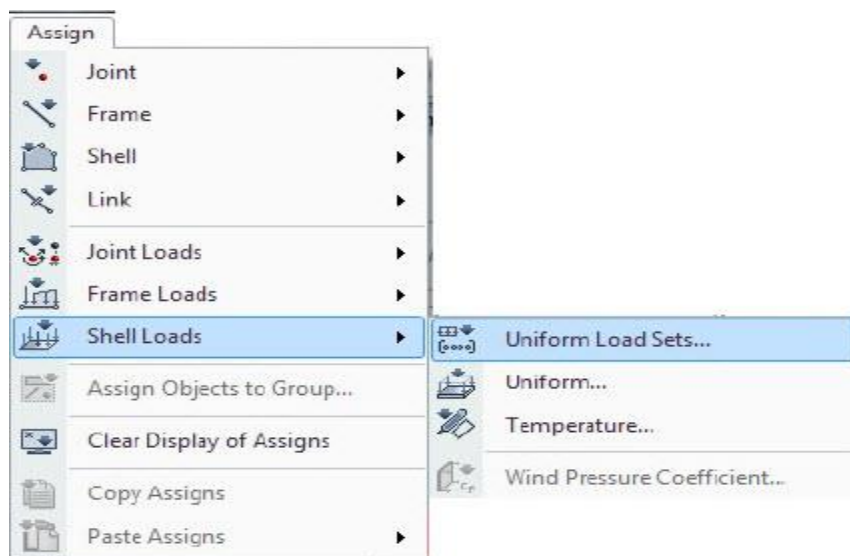 Assign
Joint
Frame
Shell
Link
Joint Loads
Frame Loads
Shell Loads
Assign Objects to Group...
Clear Display of Assigns
Copy Assigns
Paste Assigns
Uniform Load Sets...
Uniform...
Temperature...
Wind Pressure Coefficient...